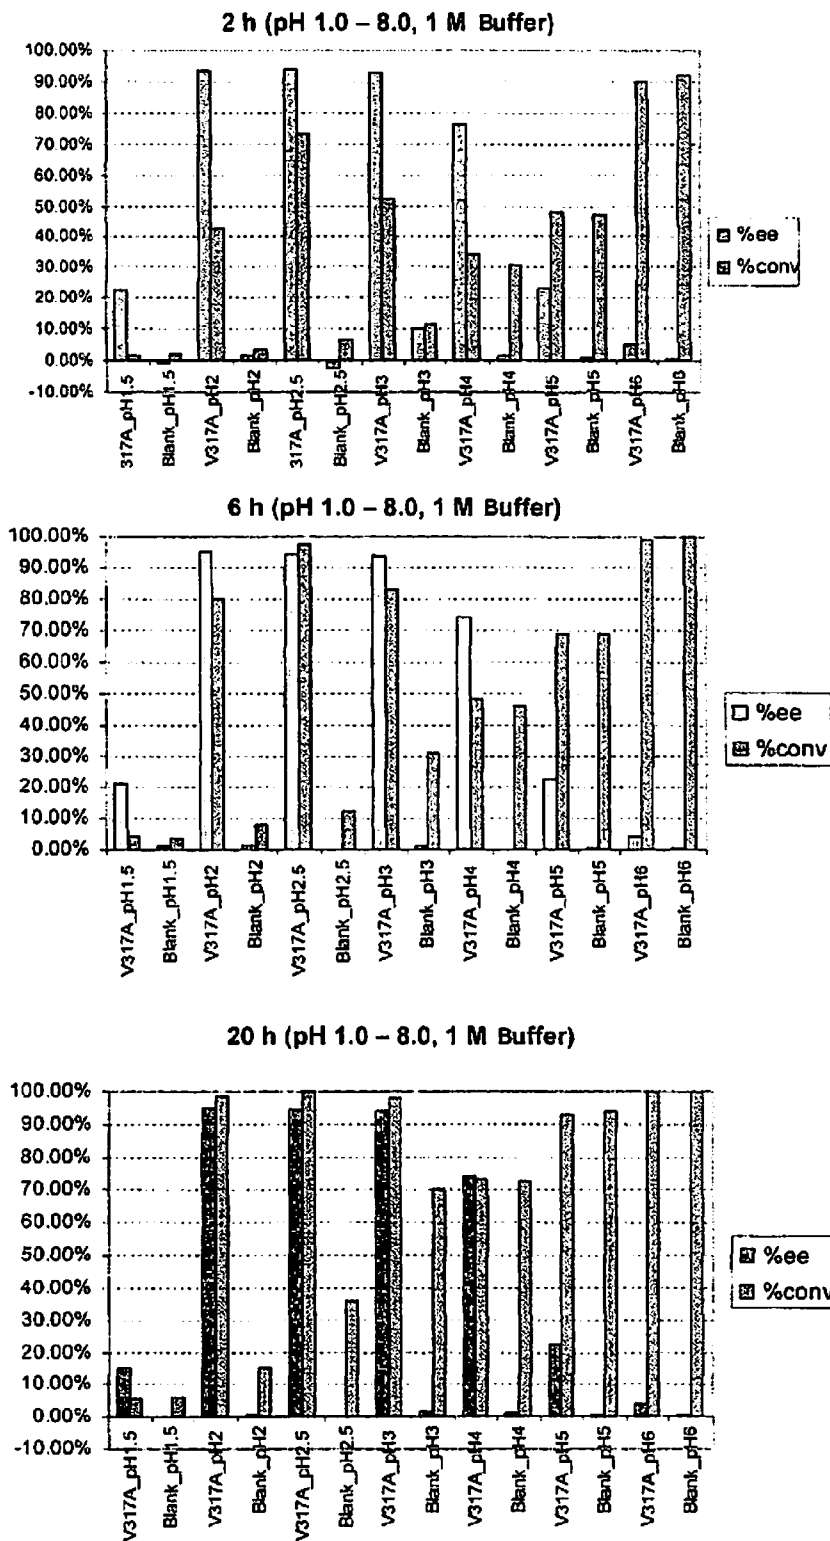 2 h (pH 1.0 – 8.0, 1 M Buffer)
100.00%
90.00%
80.00%
70.00%
60.00%
50.00%
40.00%
30.00%
20.00%
10.00%
0.00%
-10.00%
317A_pH1.5
Blank_pH1.5
V317A_pH2
Blank_pH2
317A_pH2.5
Blank_pH2.5
V317A_pH3
Blank_pH3
V317A_pH4
Blank_pH4
V317A_pH5
Blank_pH5
V317A_pH6
Blank_pH6
%ee
%conv
6 h (pH 1.0 – 8.0, 1 M Buffer)
100.00%
90.00%
80.00%
70.00%
60.00%
50.00%
40.00%
30.00%
20.00%
10.00%
0.00%
V317A_pH1.5
Blank_pH1.5
V317A_pH2
Blank_pH2
V317A_pH2.5
Blank_pH2.5
V317A_pH3
Blank_pH3
V317A_pH4
Blank_pH4
V317A_pH5
Blank_pH5
V317A_pH6
Blank_pH6
%ee
%conv
20 h (pH 1.0 – 8.0, 1 M Buffer)
100.00%
90.00%
80.00%
70.00%
60.00%
50.00%
40.00%
30.00%
20.00%
10.00%
0.00%
-10.00%
V317A_pH1.5
Blank_pH1.5
V317A_pH2
Blank_pH2
V317A_pH2.5
Blank_pH2.5
V317A_pH3
Blank_pH3
V317A_pH4
Blank_pH4
V317A_pH5
Blank_pH5
V317A_pH6
Blank_pH6
%ee
%conv